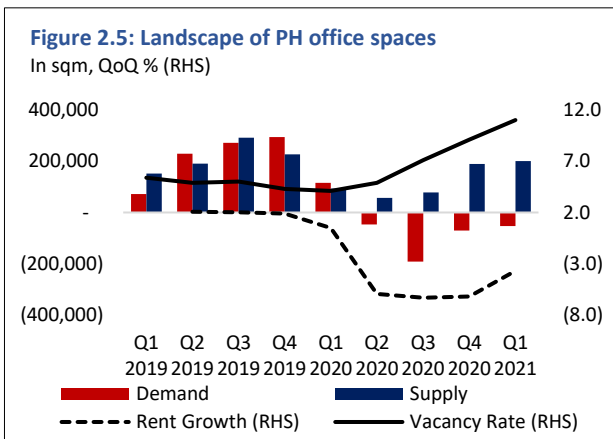 Figure 2.5: Landscape of PH office spaces
In sqm, QoQ % (RHS)
400,000 12.0
200,000 7.0
- 2.0
(200,000) (3.0)
(400,000) (8.0)
Q1 Q2 Q3 Q4 Q1 Q2 Q3 Q4 Q1
2019 2019 2019 2019 2020 2020 2020 2020 2021
Demand Supply
Rent Growth (RHS) Vacancy Rate (RHS)